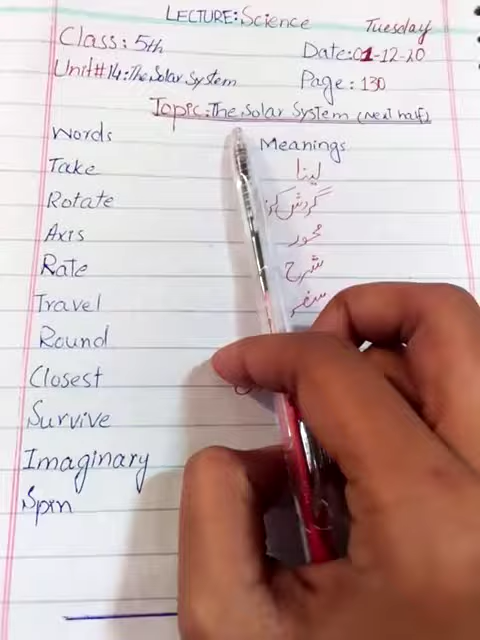 LECTURE: Science
Tuesday
Class: 5th
Date: 01-12-20
Unit# 14: The Solar System
Page: 130
Topic: The Solar System (Next half)
Words Meanings
Take لینا
Rotate گردش
Axis محور
Rate شرح
Travel سفر
Round
Closest
Survive
Imaginary
Spin